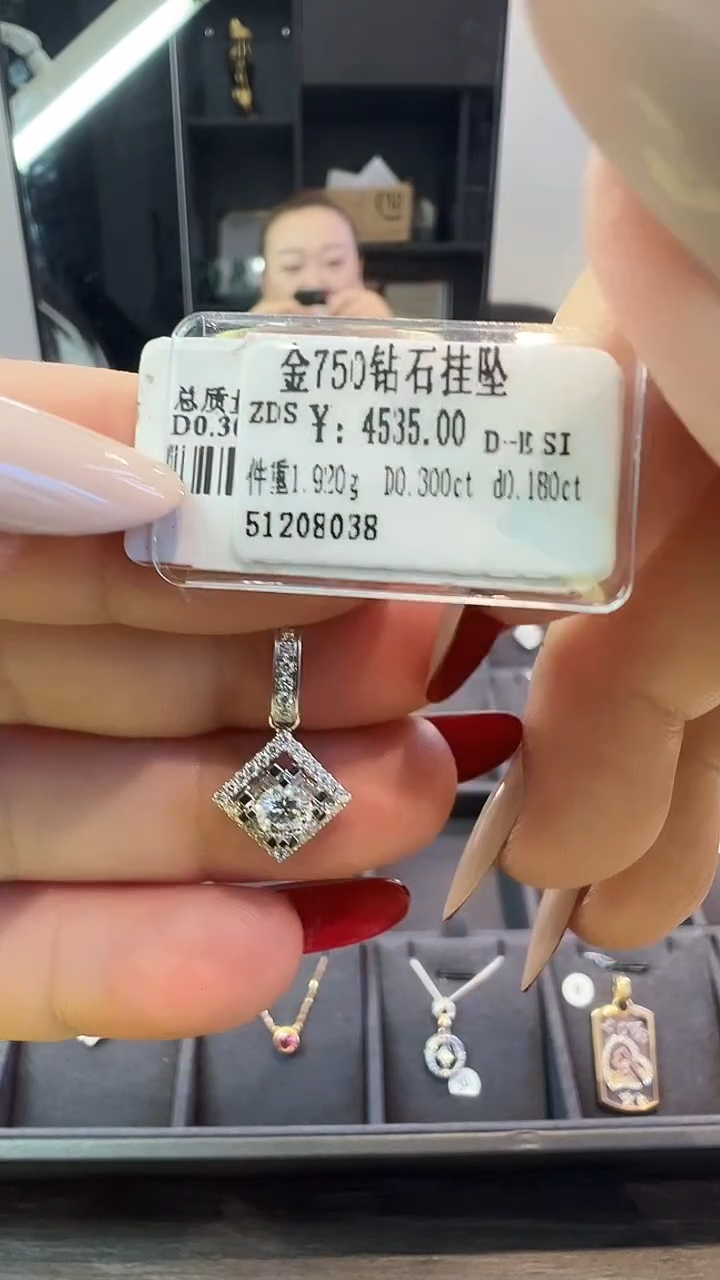 金750钻石挂坠
总质
D0.3
ZDS ¥: 4535.00 D--E SI
件重1.920g D0.300ct d0.180ct
51208038